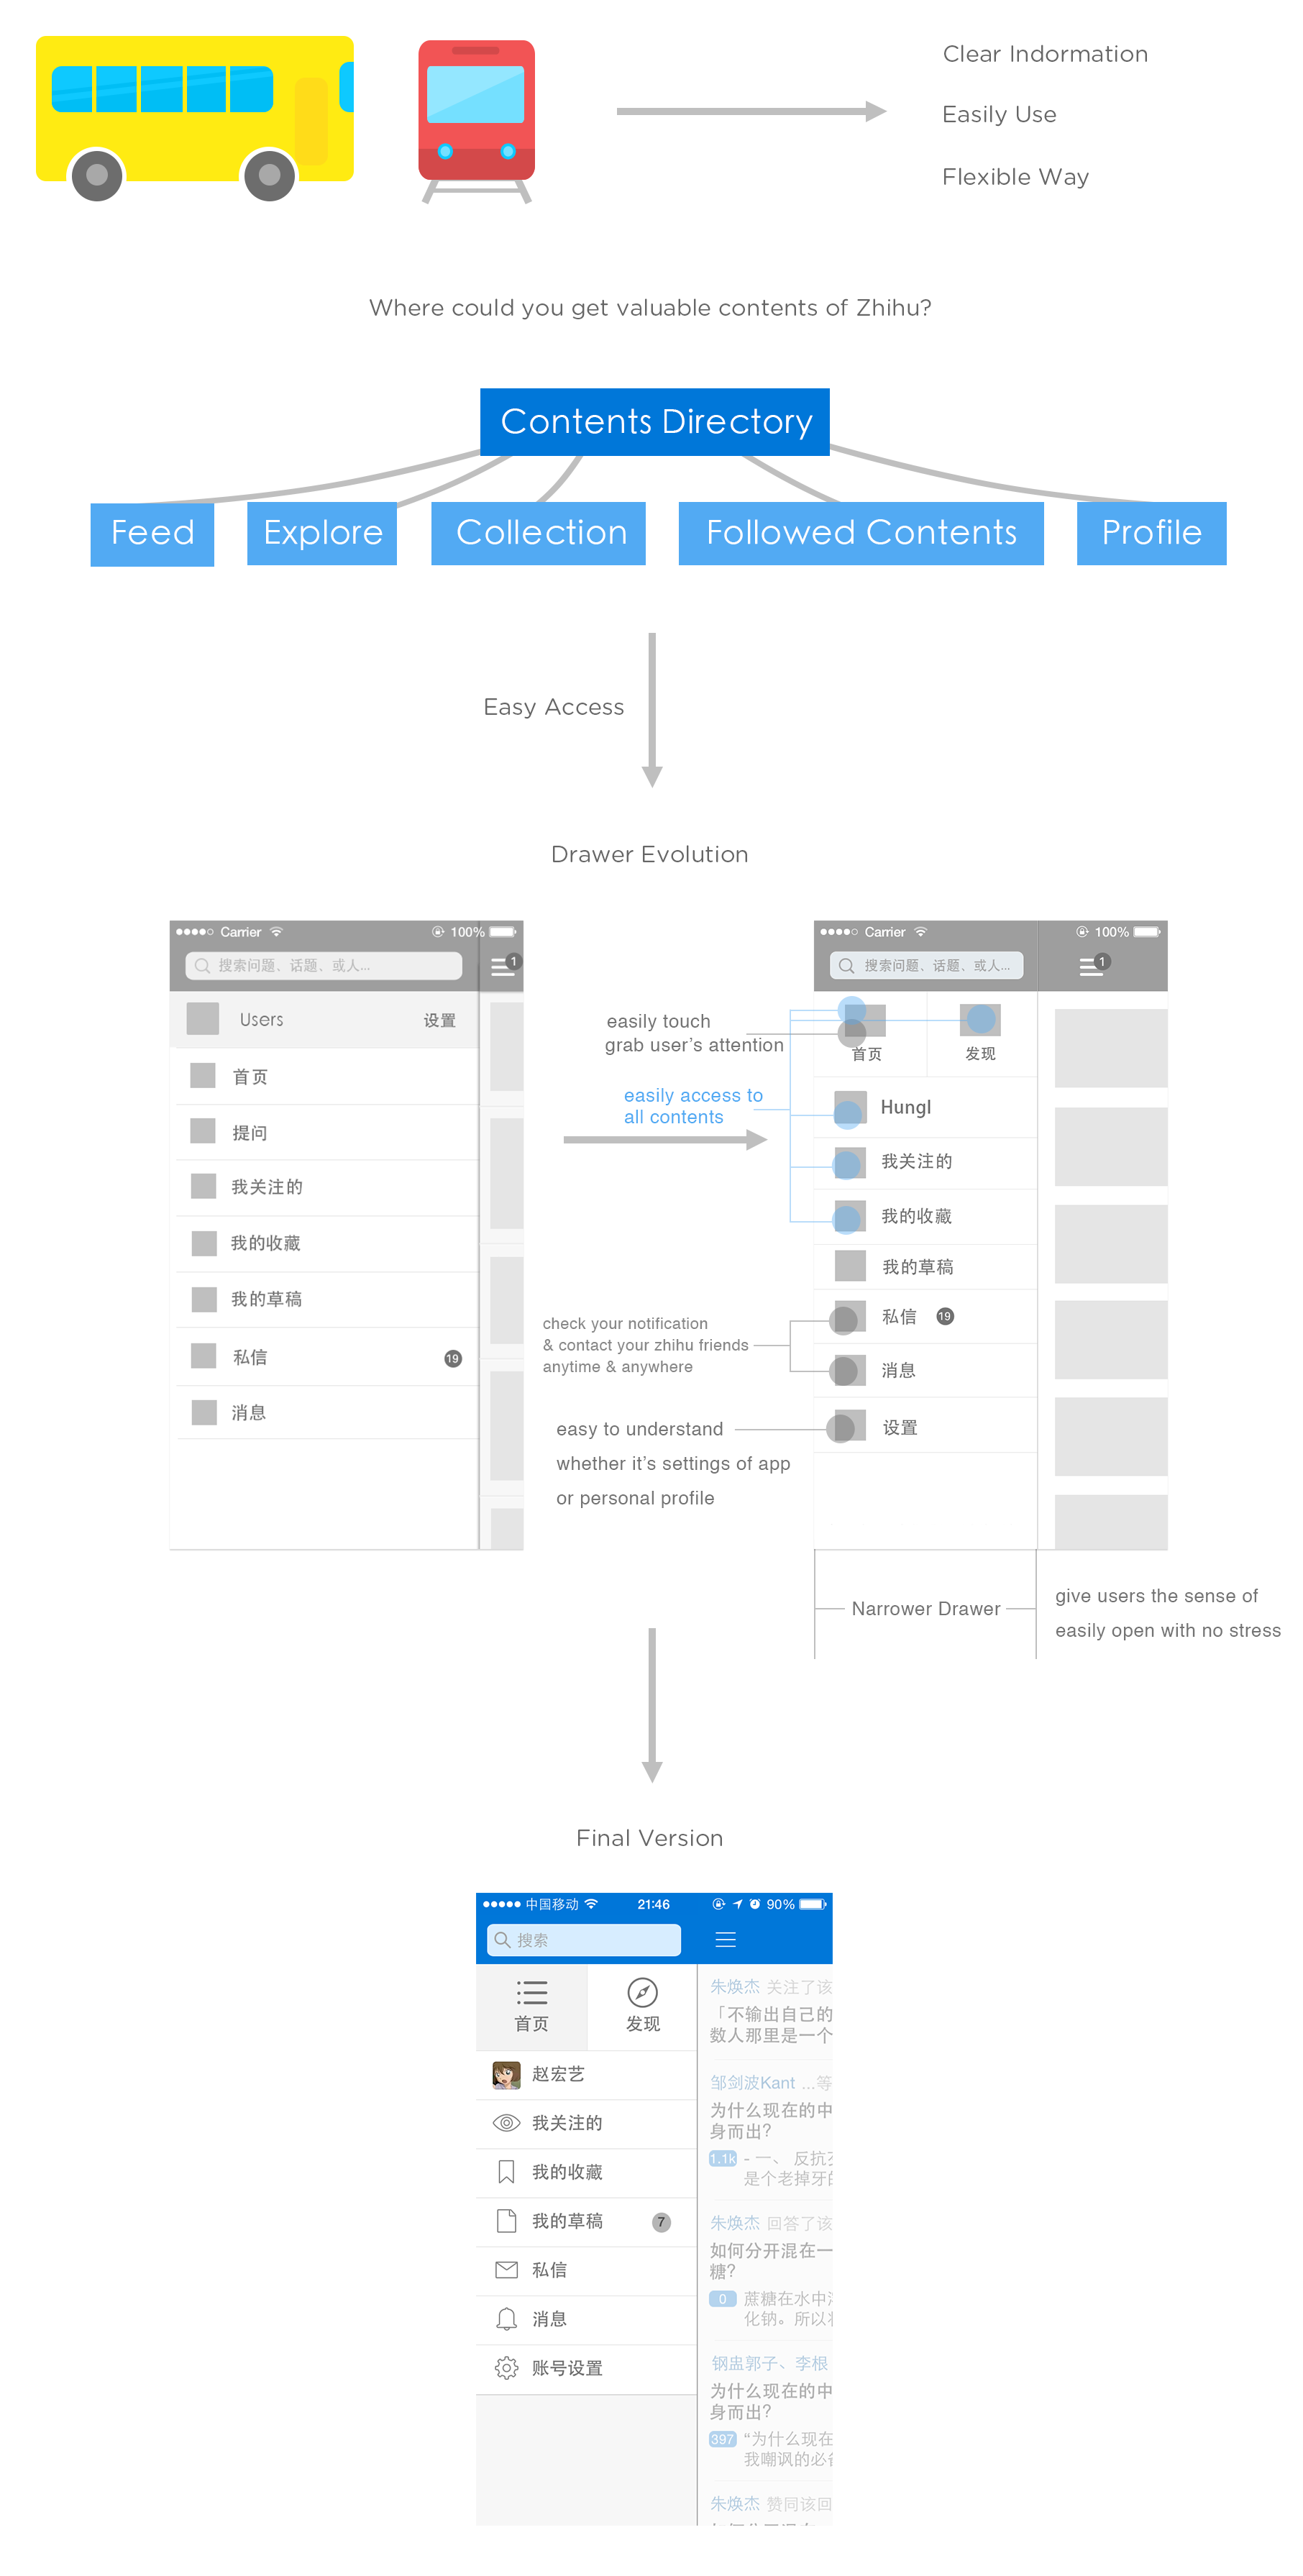 Clear Indormation
Easily Use
Flexible Way
Where could you get valuable contents of Zhihu?
Contents Directory
Feed
Explore
Collection
Followed Contents
Profile
Easy Access
Drawer Evolution
Carrier
100%
搜索问题、话题、或人...
1
Users
设置
首页
提问
我关注的
我的收藏
我的草稿
私信
19
消息
easily touch
grab user's attention
easily access to
all contents
check your notification
& contact your zhihu friends
anytime & anywhere
easy to understand
whether it's settings of app
or personal profile
Carrier
100%
搜索问题、话题、或人...
1
首页
发现
Hungl
我关注的
我的收藏
我的草稿
私信
19
消息
设置
Narrower Drawer
give users the sense of
easily open with no stress
Final Version
中国移动
21:46
90%
搜索
首页
发现
赵宏艺
我关注的
我的收藏
我的草稿
7
私信
消息
账号设置
朱焕杰 关注了该
「不输出自己的
数人那里是一个
邹剑波Kant ...等
为什么现在的中
身而出?
1.1k
- 一、 反抗
是个老掉牙
朱焕杰 回答了该
如何分开混在一
糖?
0
蔗糖在水中
化钠。所以
钢盅郭子、李根
为什么现在的中
身而出?
397
“为什么现在
我嘲讽的必
朱焕杰 赞同该回